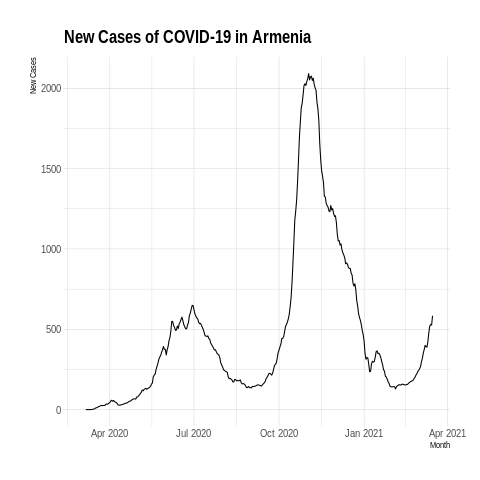 New Cases of COVID-19 in Armenia
New Cases
2000
1500
1000
500
0
Apr 2020
Jul 2020
Oct 2020
Jan 2021
Apr 2021
Month